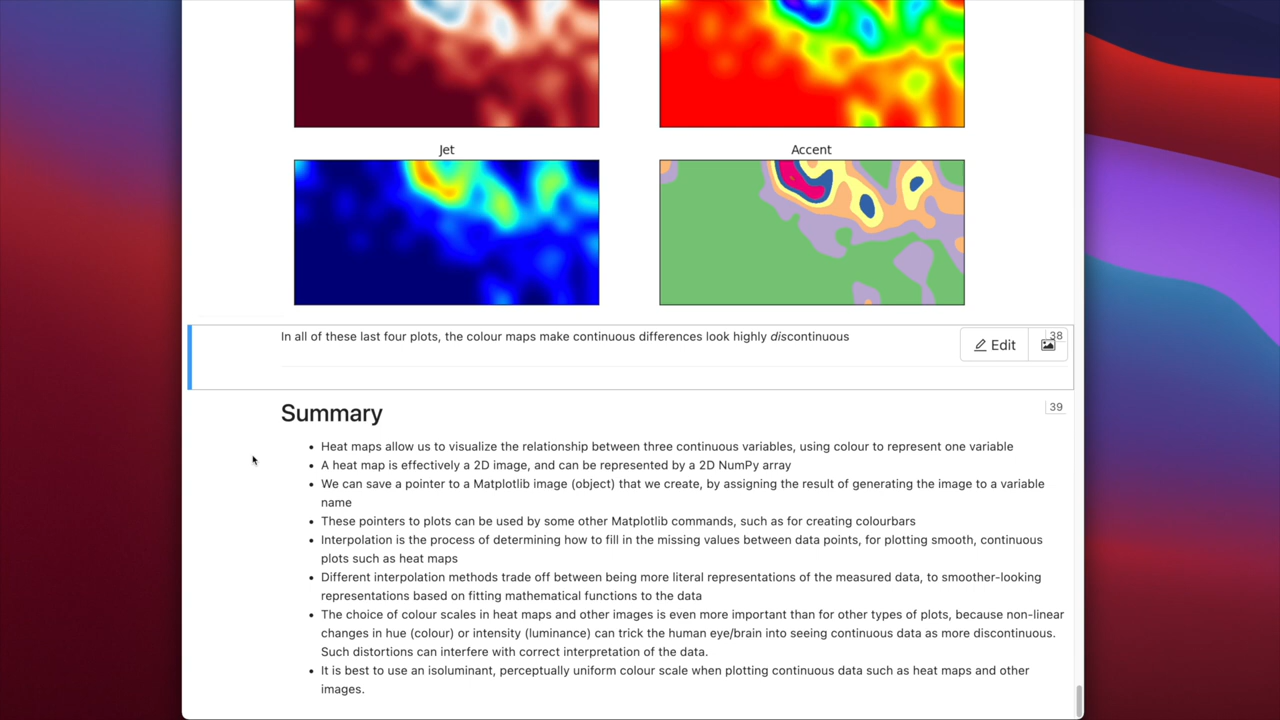 Jet
Accent
In all of these last four plots, the colour maps make continuous differences look highly discontinuous
38
Edit
Summary
39
• Heat maps allow us to visualize the relationship between three continuous variables, using colour to represent one variable
• A heat map is effectively a 2D image, and can be represented by a 2D NumPy array
• We can save a pointer to a Matplotlib image (object) that we create, by assigning the result of generating the image to a variable
name
• These pointers to plots can be used by some other Matplotlib commands, such as for creating colourbars
• Interpolation is the process of determining how to fill in the missing values between data points, for plotting smooth, continuous
plots such as heat maps
• Different interpolation methods trade off between being more literal representations of the measured data, to smoother-looking
representations based on fitting mathematical functions to the data
• The choice of colour scales in heat maps and other images is even more important than for other types of plots, because non-linear
changes in hue (colour) or intensity (luminance) can trick the human eye/brain into seeing continuous data as more discontinuous.
Such distortions can interfere with correct interpretation of the data.
• It is best to use an isoluminant, perceptually uniform colour scale when plotting continuous data such as heat maps and other
images.